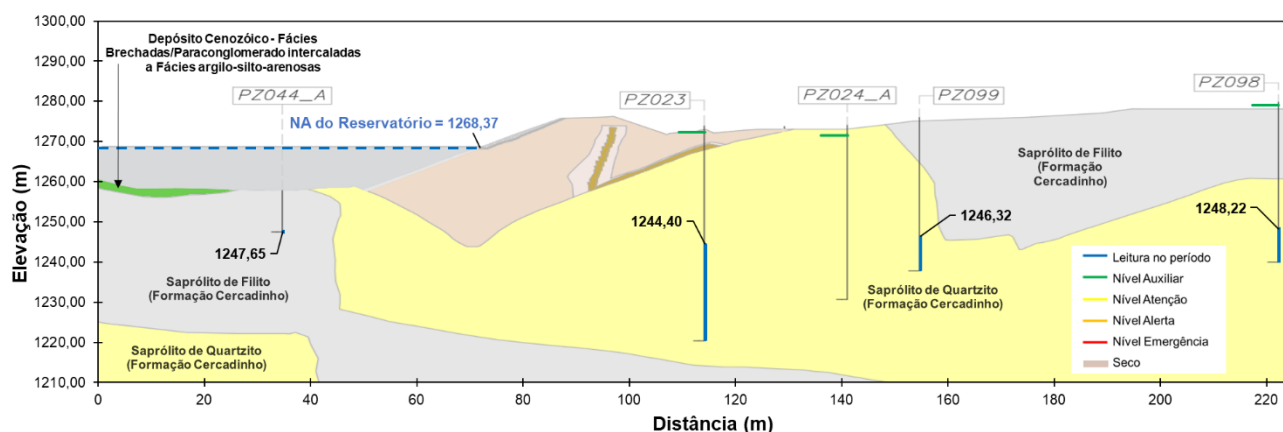 1300,00
1290,00
1280,00
1270,00
1260,00
1250,00
1240,00
1230,00
1220,00
1210,00
Elevação (m)
Depósito Cenozóico - Fácies
Brechadas/Paraconglomerado intercaladas
a Fácies argilo-silto-arenosas
PZ044_A
NA do Reservatório = 1268,37
PZ023
PZ024_A
PZ099
PZ098
Saprólito de Filito
(Formação
Cercadinho)
1247,65
1244,40
1246,32
1248,22
Saprólito de Filito
(Formação Cercadinho)
Saprólito de Quartzito
(Formação Cercadinho)
Saprólito de Quartzito
(Formação Cercadinho)
Leitura no período
Nível Auxiliar
Nível Atenção
Nível Alerta
Nível Emergência
Seco
0 20 40 60 80 100 120 140 160 180 200 220
Distância (m)